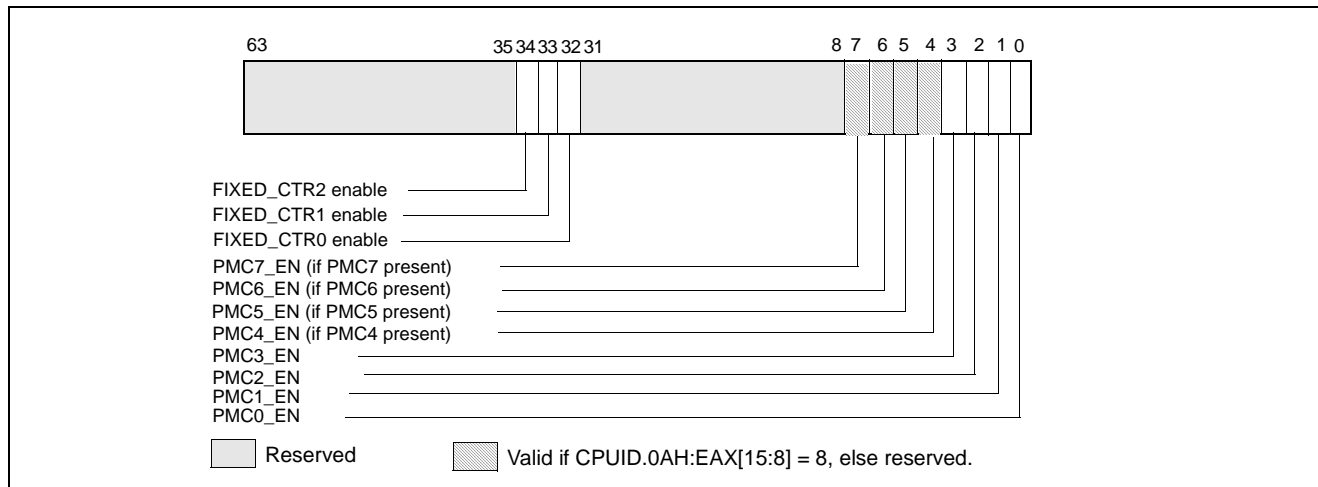 63 35 34 33 32 31 8 7 6 5 4 3 2 1 0
FIXED_CTR2 enable
FIXED_CTR1 enable
FIXED_CTR0 enable
PMC7_EN (if PMC7 present)
PMC6_EN (if PMC6 present)
PMC5_EN (if PMC5 present)
PMC4_EN (if PMC4 present)
PMC3_EN
PMC2_EN
PMC1_EN
PMC0_EN
Reserved Valid if CPUID.0AH:EAX[15:8] = 8, else reserved.